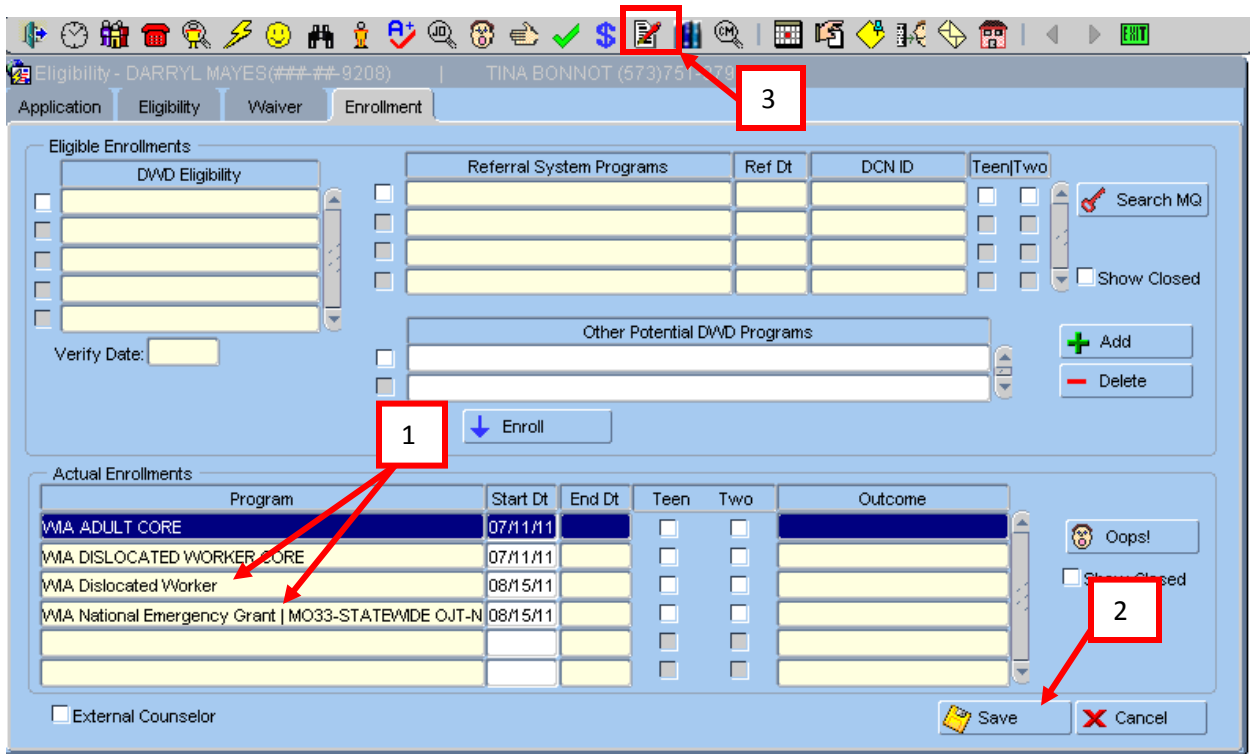 JD
CM
EXIT
Eligibility - DARRYL MAYES(###-##-9208) | TINA BONNOT (573)751-
3
Application Eligibility Waiver Enrollment
Eligible Enrollments
DWD Eligibility
Referral System Programs Ref Dt DCN ID Teen|Two
Search MQ
Show Closed
Verify Date:
Other Potential DWD Programs
Add
Delete
1
Enroll
Actual Enrollments
Program Start Dt End Dt Teen Two Outcome
WIA ADULT CORE 07/11/11
Oops!
WIA DISLOCATED WORKER CORE 07/11/11
WIA Dislocated Worker 08/15/11
Show Closed
WIA National Emergency Grant | MO33-STATEWIDE OJT-N 08/15/11
2
External Counselor
Save
Cancel